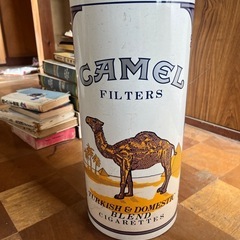 CAMEL
FILTERS
TURKISH & DOMESTIC
BLEND
CIGARETTES